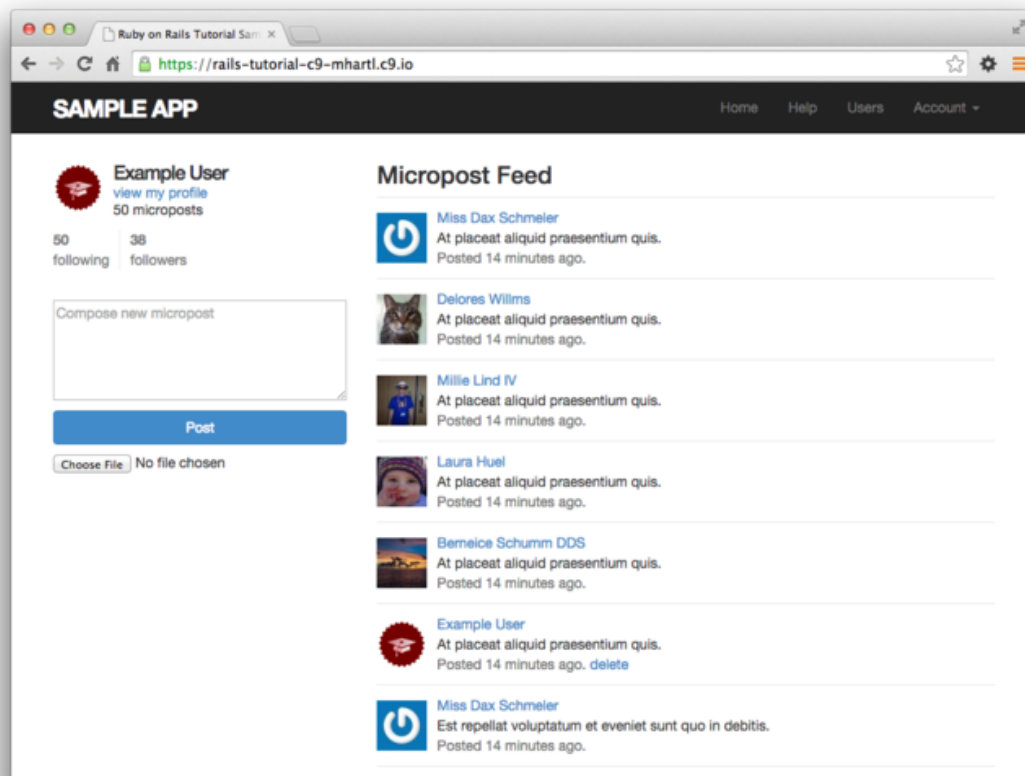 Ruby on Rails Tutorial Sam
https://rails-tutorial-c9-mhartl.c9.io
SAMPLE APP
Home Help Users Account
Example User
view my profile
50 microposts
50 following
38 followers
Compose new micropost
Post
Choose File No file chosen
Micropost Feed
Miss Dax Schmeler
At placeat aliquid praesentium quis.
Posted 14 minutes ago.
Delores Willms
At placeat aliquid praesentium quis.
Posted 14 minutes ago.
Millie Lind IV
At placeat aliquid praesentium quis.
Posted 14 minutes ago.
Laura Huel
At placeat aliquid praesentium quis.
Posted 14 minutes ago.
Berneice Schumm DDS
At placeat aliquid praesentium quis.
Posted 14 minutes ago.
Example User
At placeat aliquid praesentium quis.
Posted 14 minutes ago. delete
Miss Dax Schmeler
Est repellat voluptatum et eveniet sunt quo in debitis.
Posted 14 minutes ago.